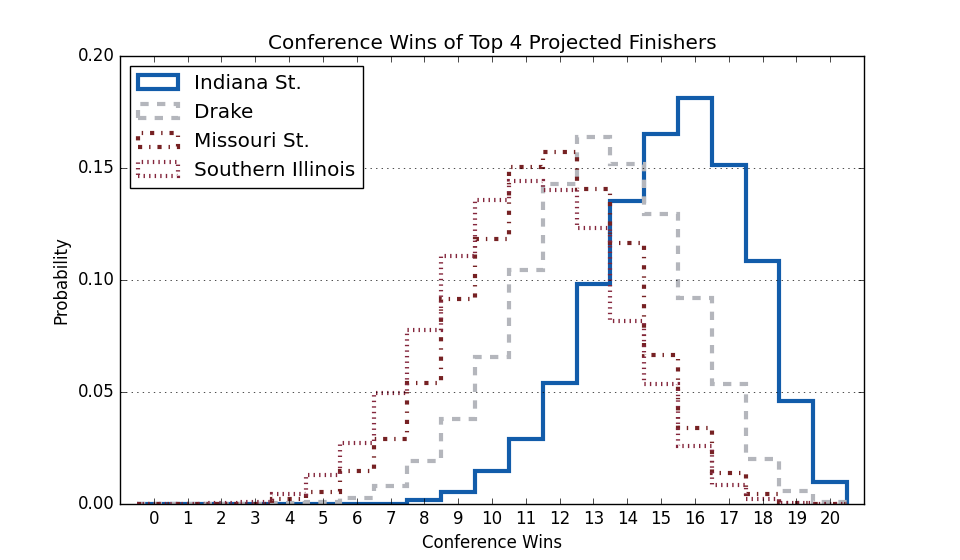 Conference Wins of Top 4 Projected Finishers
0.20
0.15
0.10
0.05
0.00
Probability
Indiana St.
Drake
Missouri St.
Southern Illinois
0 1 2 3 4 5 6 7 8 9 10 11 12 13 14 15 16 17 18 19 20
Conference Wins